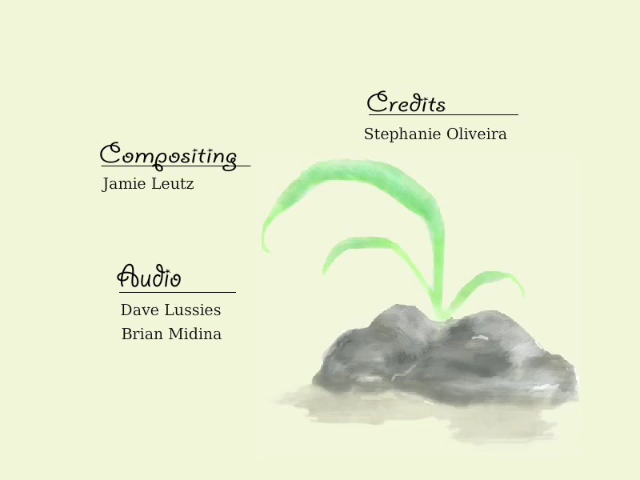 Credits
Stephanie Oliveira
Compositing
Jamie Leutz
Audio
Dave Lussies
Brian Midina